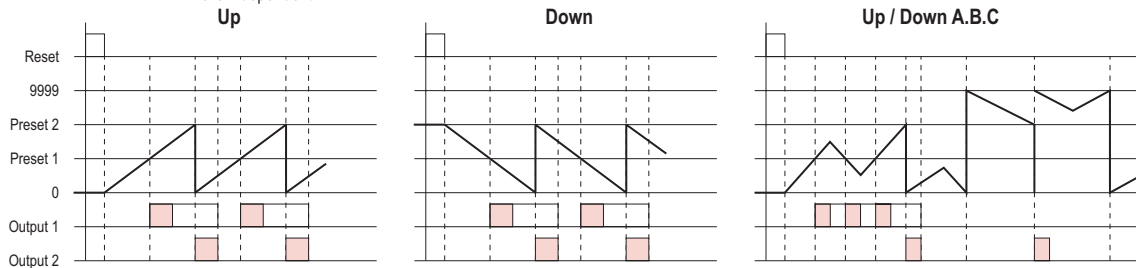 Up
Down
Up / Down A.B.C
Reset
9999
Preset 2
Preset 1
0
Output 1
Output 2